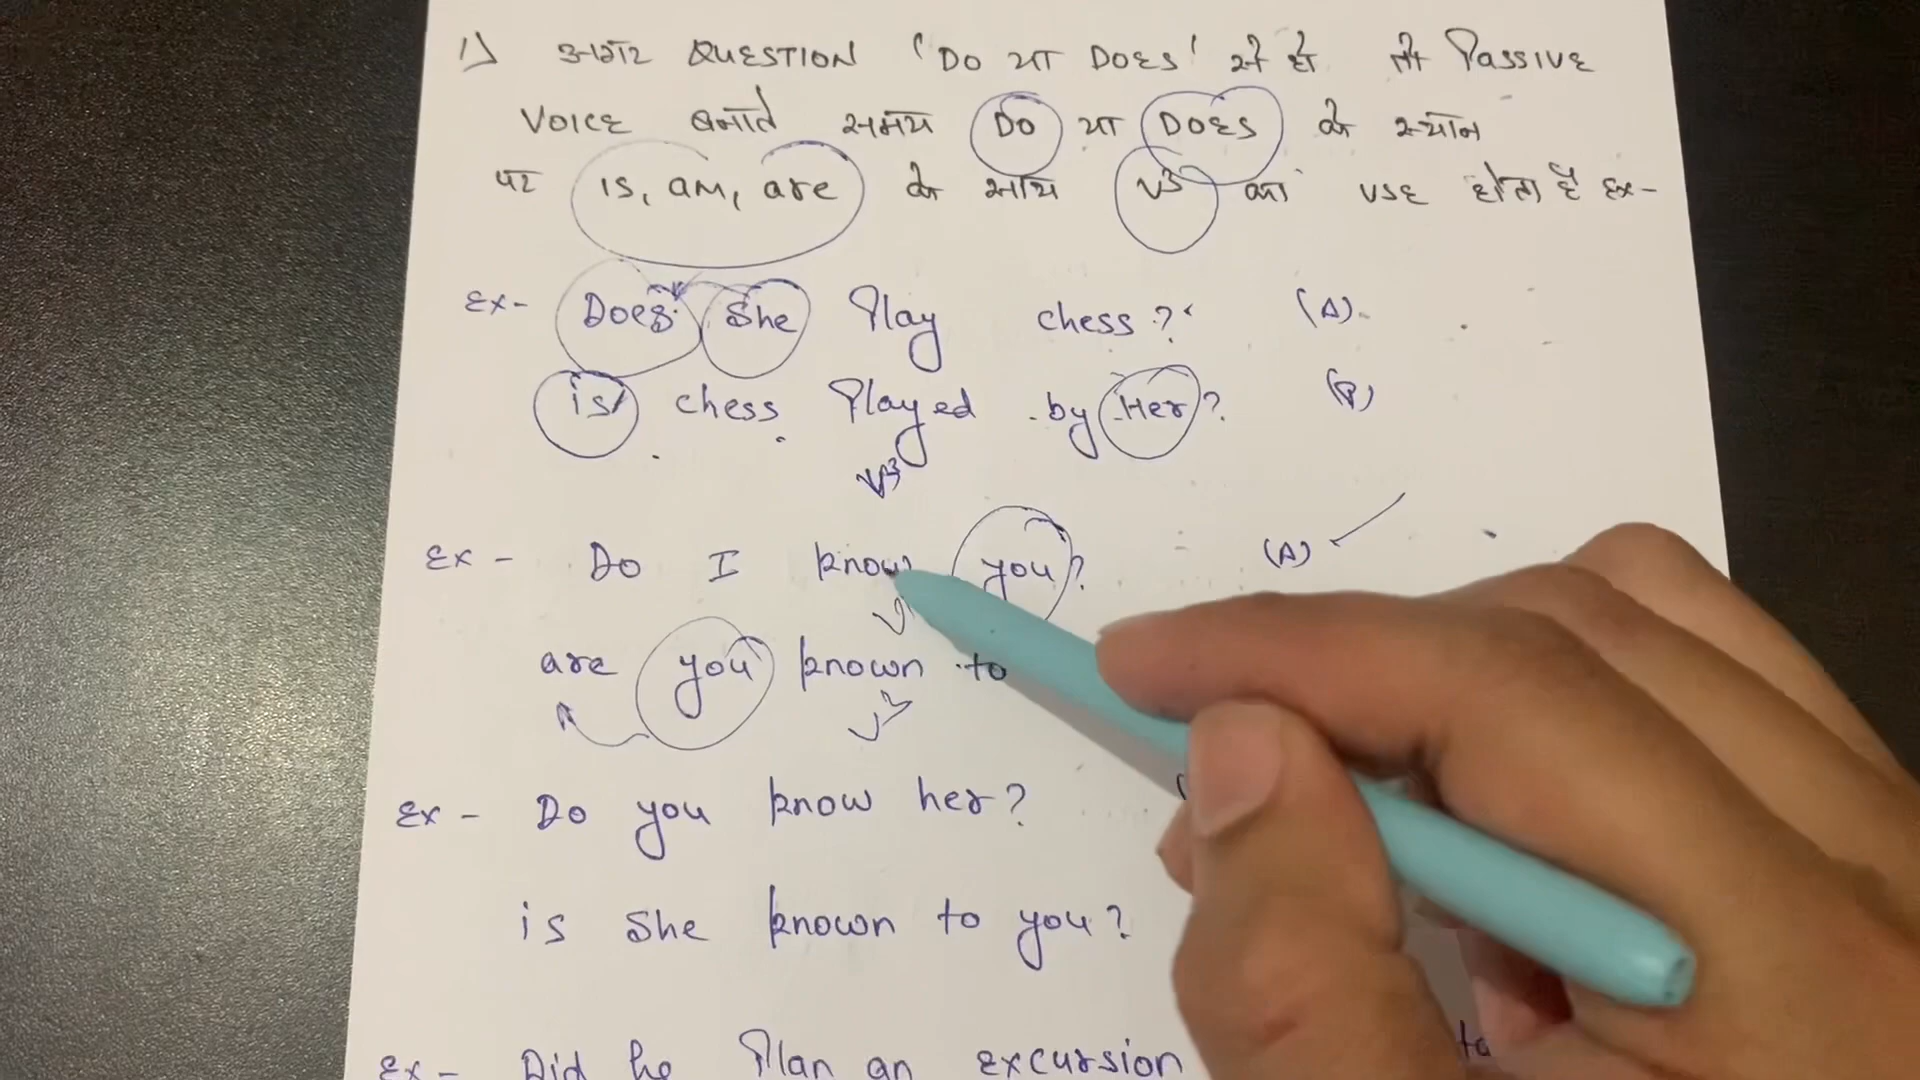 1) अगर QUESTION 'DO या DOES' से हो तो PASSIVE
VOICE बनाते समय DO या DOES के स्थान
पर is, am, are के साथ V3 का USE होता है Ex-
Ex- Does She Play chess? (A)
is chess Played by Her? (P)
V3
Ex- Do I know you? (A)
are you known to
Ex- Do you know her?
is She known to you?
Ex- Did he Plan an excursion to